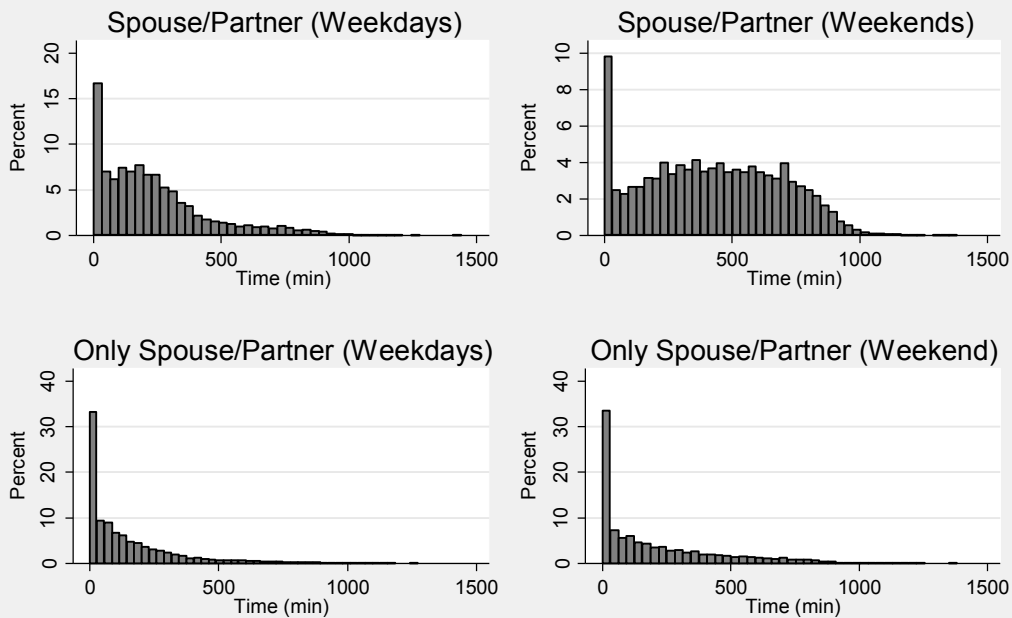 Spouse/Partner (Weekdays)
Percent
20
15
10
5
0
0 500 1000 1500
Time (min)
Spouse/Partner (Weekends)
Percent
10
8
6
4
2
0
0 500 1000 1500
Time (min)
Only Spouse/Partner (Weekdays)
Percent
40
30
20
10
0
0 500 1000 1500
Time (min)
Only Spouse/Partner (Weekend)
Percent
40
30
20
10
0
0 500 1000 1500
Time (min)